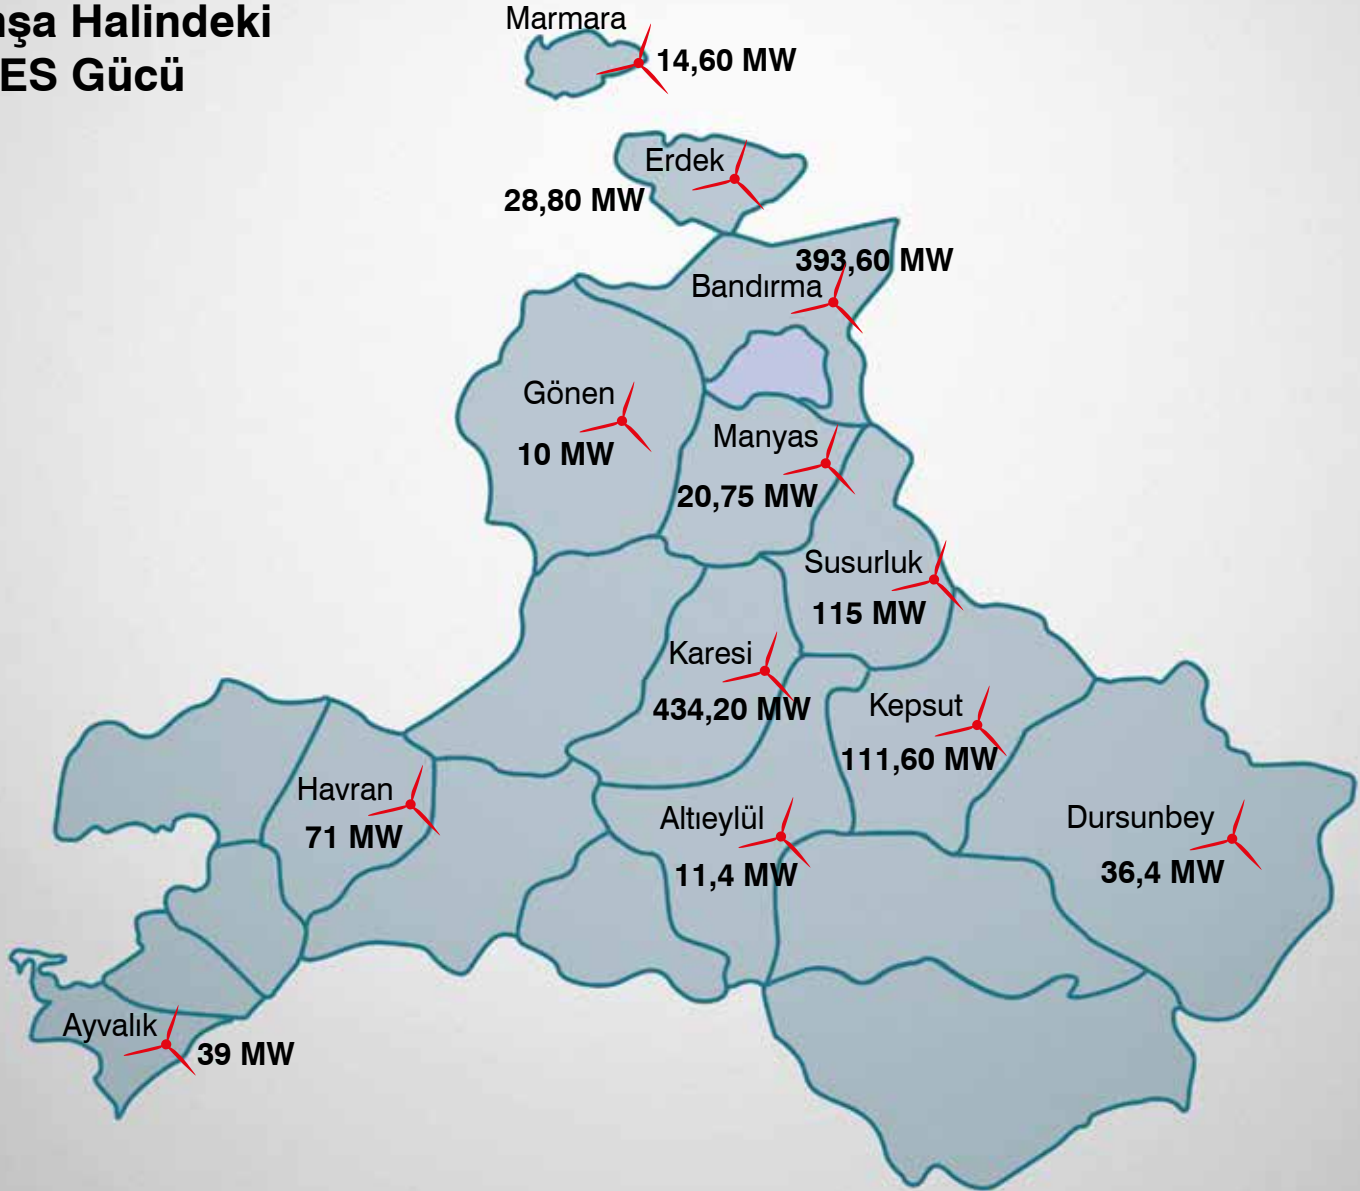 nşa Halindeki
ES Gücü
Marmara
14,60 MW
Erdek
28,80 MW
393,60 MW
Bandırma
Gönen
10 MW
Manyas
20,75 MW
Susurluk
115 MW
Karesi
434,20 MW
Kepsut
111,60 MW
Havran
71 MW
Altıeylül
11,4 MW
Dursunbey
36,4 MW
Ayvalık
39 MW